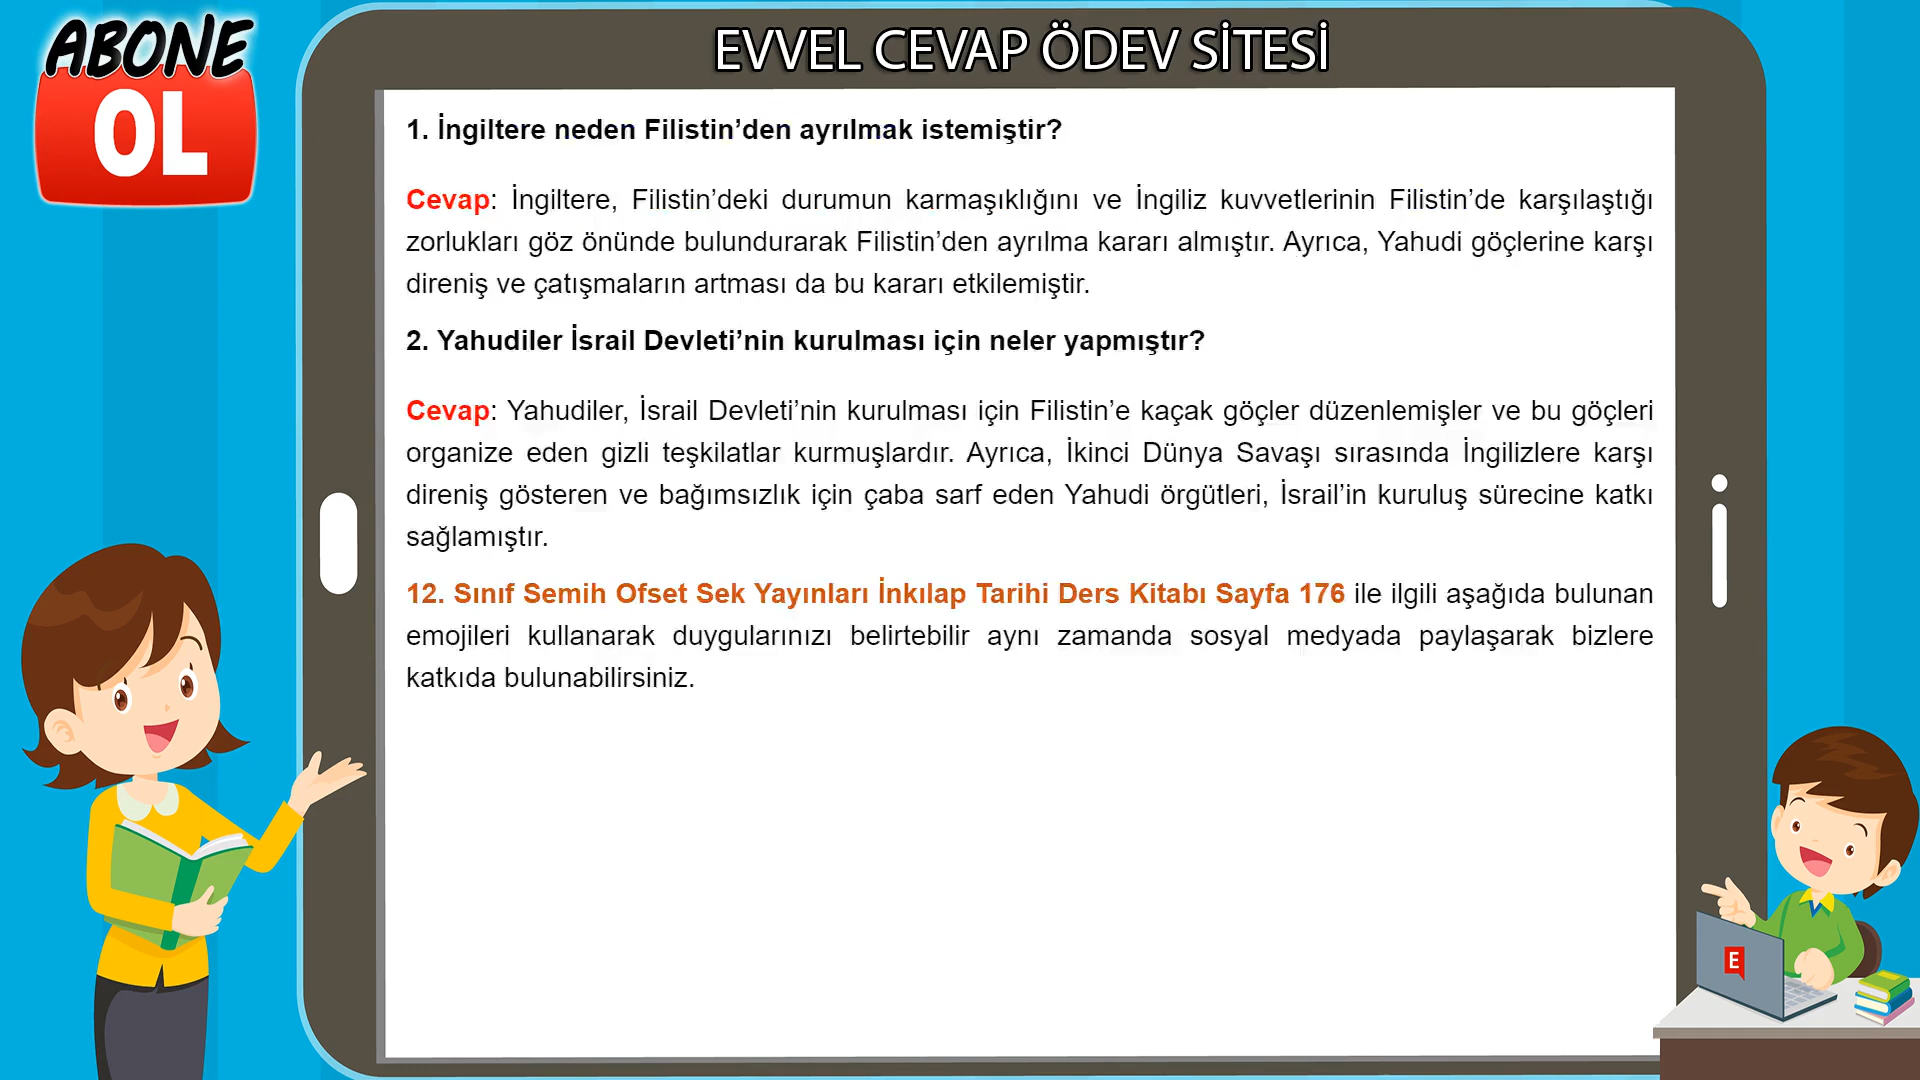 ABONE
OL
EVVEL CEVAP ÖDEV SİTESİ
1. İngiltere neden Filistin’den ayrılmak istemiştir?
Cevap: İngiltere, Filistin’deki durumun karmaşıklığını ve İngiliz kuvvetlerinin Filistin’de karşılaştığı
zorlukları göz önünde bulundurarak Filistin’den ayrılma kararı almıştır. Ayrıca, Yahudi göçlerine karşı
direniş ve çatışmaların artması da bu kararı etkilemiştir.
2. Yahudiler İsrail Devleti’nin kurulması için neler yapmıştır?
Cevap: Yahudiler, İsrail Devleti’nin kurulması için Filistin’e kaçak göçler düzenlemişler ve bu göçleri
organize eden gizli teşkilatlar kurmuşlardır. Ayrıca, İkinci Dünya Savaşı sırasında İngilizlere karşı
direniş gösteren ve bağımsızlık için çaba sarf eden Yahudi örgütleri, İsrail’in kuruluş sürecine katkı
sağlamıştır.
12. Sınıf Semih Ofset Sek Yayınları İnkılap Tarihi Ders Kitabı Sayfa 176 ile ilgili aşağıda bulunan
emojileri kullanarak duygularınızı belirtebilir aynı zamanda sosyal medyada paylaşarak bizlere
katkıda bulunabilirsiniz.
E